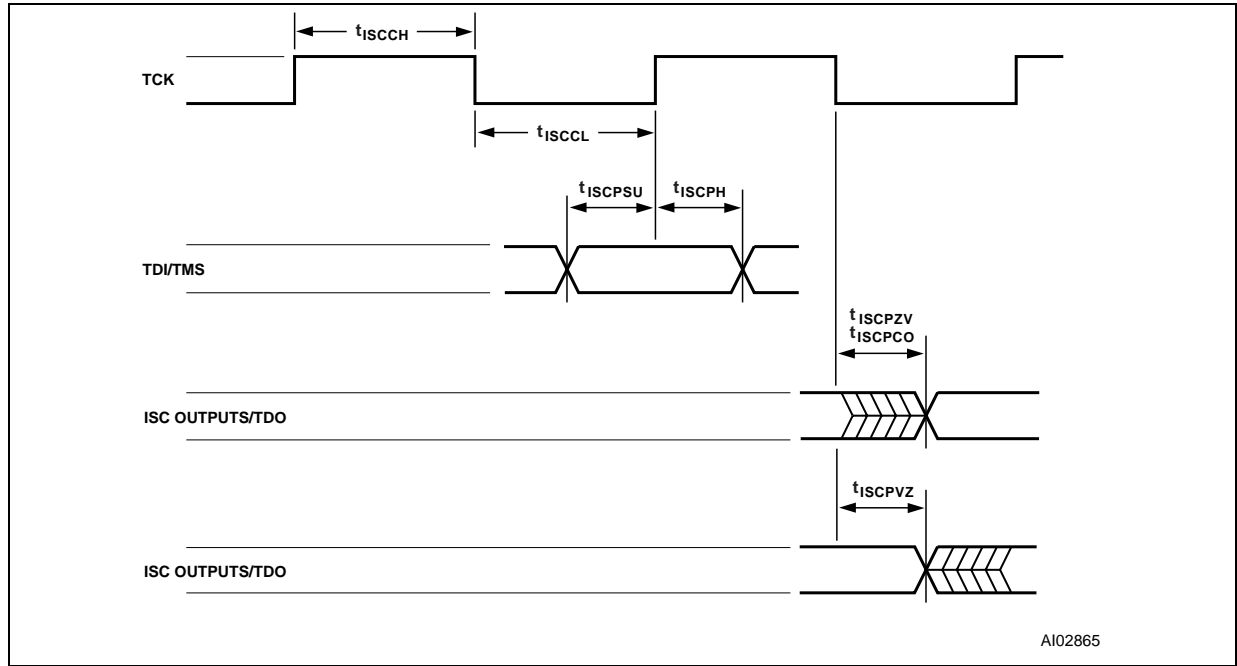 tISCCH
TCK
tISCCL
tISCPSU
tISCPH
TDI/TMS
tISCPZV
tISCPCO
ISC OUTPUTS/TDO
tISCPVZ
ISC OUTPUTS/TDO
AI02865